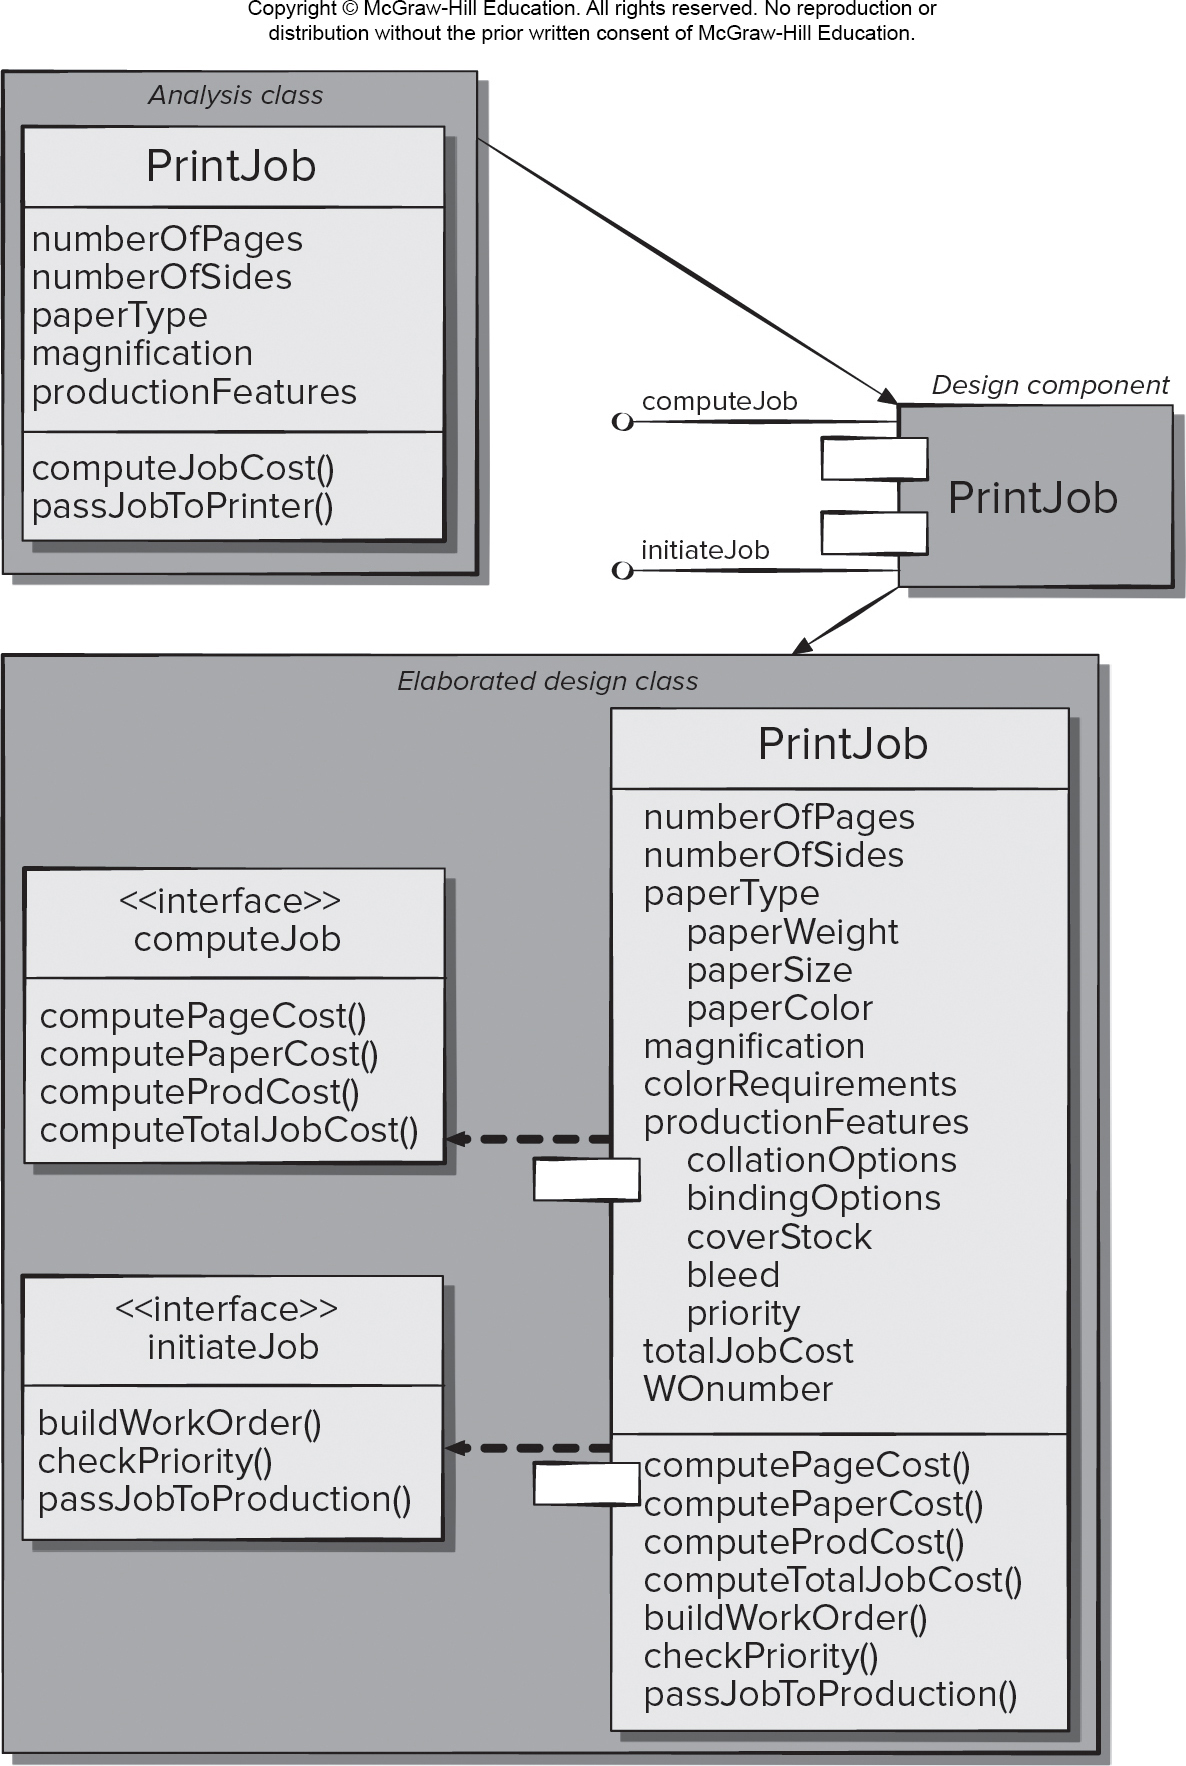 Copyright © McGraw-Hill Education. All rights reserved. No reproduction or
distribution without the prior written consent of McGraw-Hill Education.
Analysis class
PrintJob
numberOfPages
numberOfSides
paperType
magnification
productionFeatures
computeJobCost()
passJobToPrinter()
Design component
computeJob
PrintJob
initiateJob
Elaborated design class
<<interface>>
computeJob
computePageCost()
computePaperCost()
computeProdCost()
computeTotalJobCost()
<<interface>>
initiateJob
buildWorkOrder()
checkPriority()
passJobToProduction()
PrintJob
numberOfPages
numberOfSides
paperType
paperWeight
paperSize
paperColor
magnification
colorRequirements
productionFeatures
collationOptions
bindingOptions
coverStock
bleed
priority
totalJobCost
WOnumber
computePageCost()
computePaperCost()
computeProdCost()
computeTotalJobCost()
buildWorkOrder()
checkPriority()
passJobToProduction()